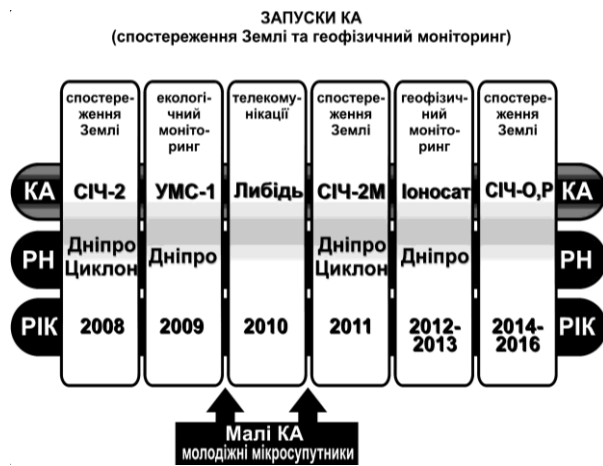 ЗАПУСКИ КА
(спостереження Землі та геофізичний моніторинг)
спостере-
ження
Землі
екологі-
чний
моніто-
ринг
телекому-
нікації
спостере-
ження
Землі
геофізич-
ний
моніто-
ринг
спостере-
ження
Землі
КА СІЧ-2 УМС-1 Либідь СІЧ-2М Іоносат СІЧ-О,Р КА
РН Дніпро Циклон Дніпро Дніпро Циклон Дніпро РН
РІК 2008 2009 2010 2011 2012-2013 2014-2016 РІК
Малі КА
молодіжні мікросупутники